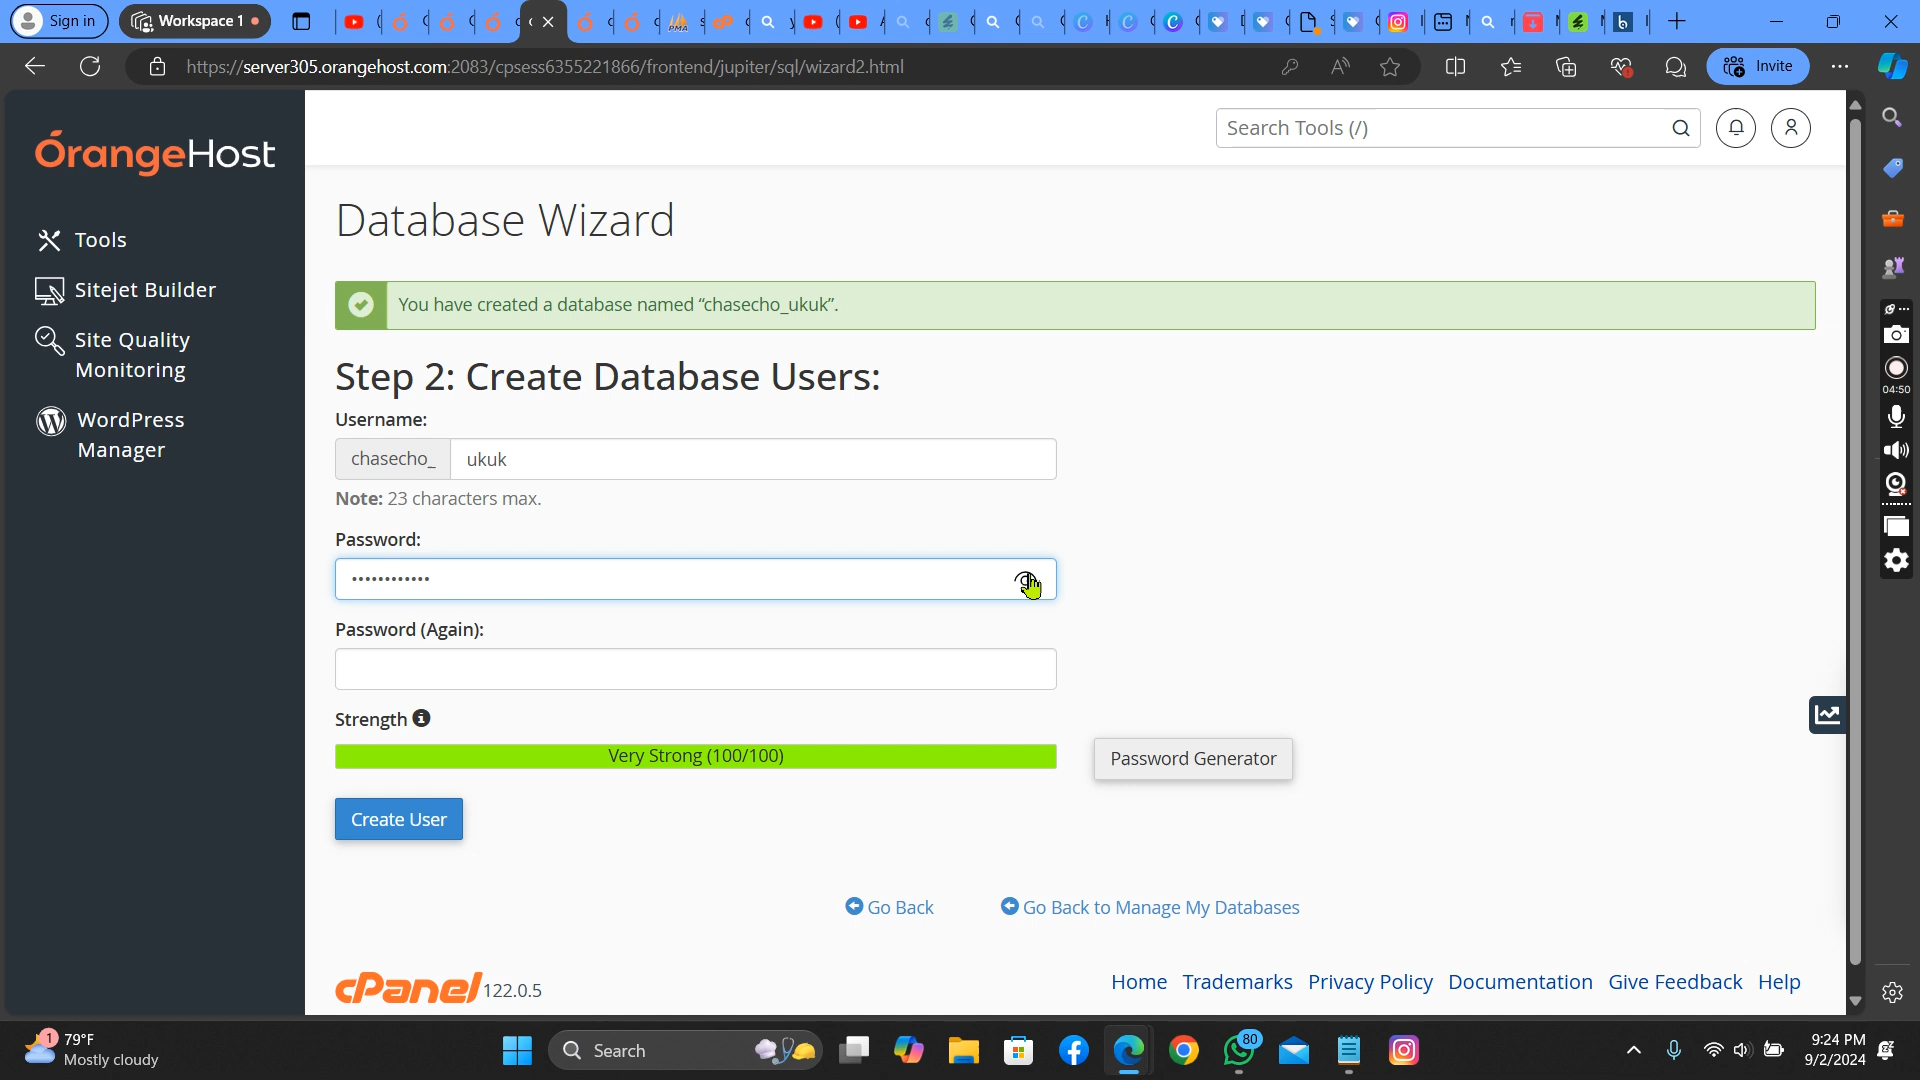 Sign in
Workspace 1
https://server305.orangehost.com:2083/cpsess6355221866/frontend/jupiter/sql/wizard2.html
Invite
OrangeHost
Search Tools (/)
Tools
Sitejet Builder
Site Quality
Monitoring
WordPress
Manager
Database Wizard
You have created a database named “chasecho_ukuk”.
Step 2: Create Database Users:
Username:
chasecho_ ukuk
Note: 23 characters max.
Password:
••••••••••••
Password (Again):
Strength
Very Strong (100/100)
Password Generator
Create User
Go Back
Go Back to Manage My Databases
cPanel 122.0.5
Home Trademarks Privacy Policy Documentation Give Feedback Help
04:50
1
79°F
Mostly cloudy
Search
80
9:24 PM
9/2/2024